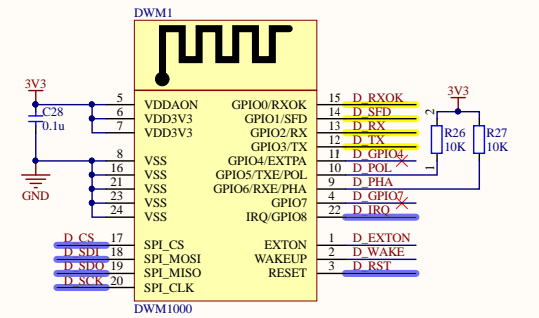 DWM1
3V3
C28
0.1u
GND
5 VDDAON
6 VDD3V3
7 VDD3V3
8 VSS
16 VSS
21 VSS
23 VSS
24 VSS
D_CS 17 SPI_CS
D_SDI 18 SPI_MOSI
D_SDO 19 SPI_MISO
D_SCK 20 SPI_CLK
GPIO0/RXOK 15 D_RXOK
GPIO1/SFD 14 D_SFD
GPIO2/RX 13 D_RX
GPIO3/TX 12 D_TX
GPIO4/EXTPA 11 D_GPIO4
GPIO5/TXE/POL 10 D_POL
GPIO6/RXE/PHA 9 D_PHA
GPIO7 4 D_GPIO7
IRQ/GPIO8 22 D_IRQ
EXTON 1 D_EXTON
WAKEUP 2 D_WAKE
RESET 3 D_RST
3V3
2
R26
10K
1
R27
10K
DWM1000